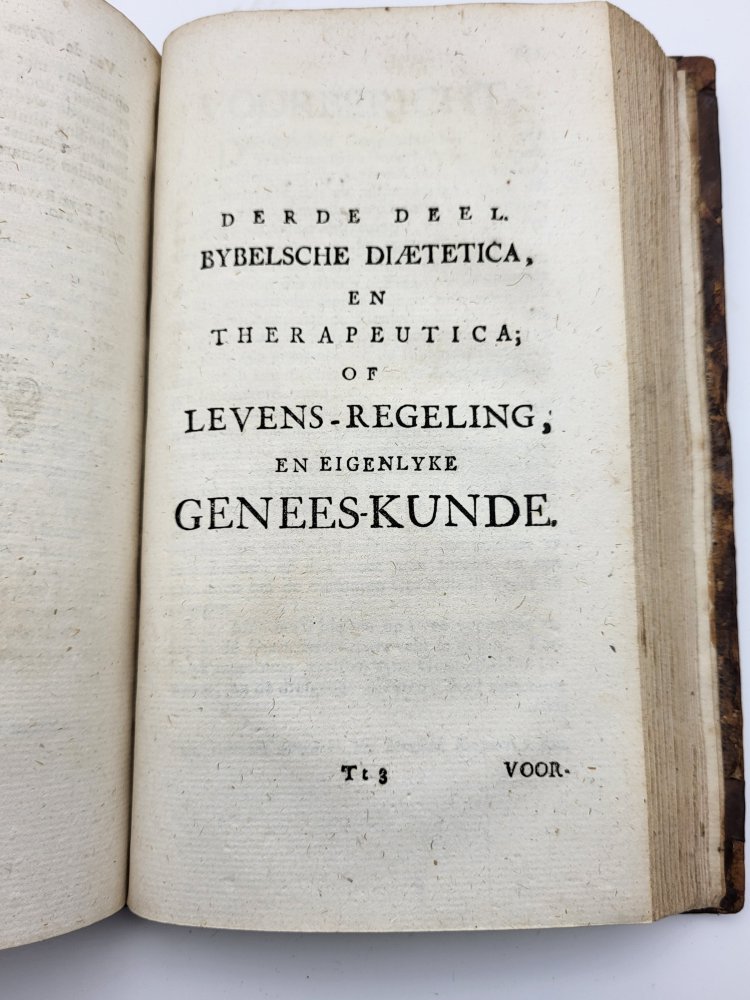 DERDE DEEL.
BYBELSCHE DIÆTETICA,
EN
THERAPEUTICA;
OF
LEVENS-REGELING,
EN EIGENLYKE
GENEES-KUNDE.
Tt 3 VOOR-